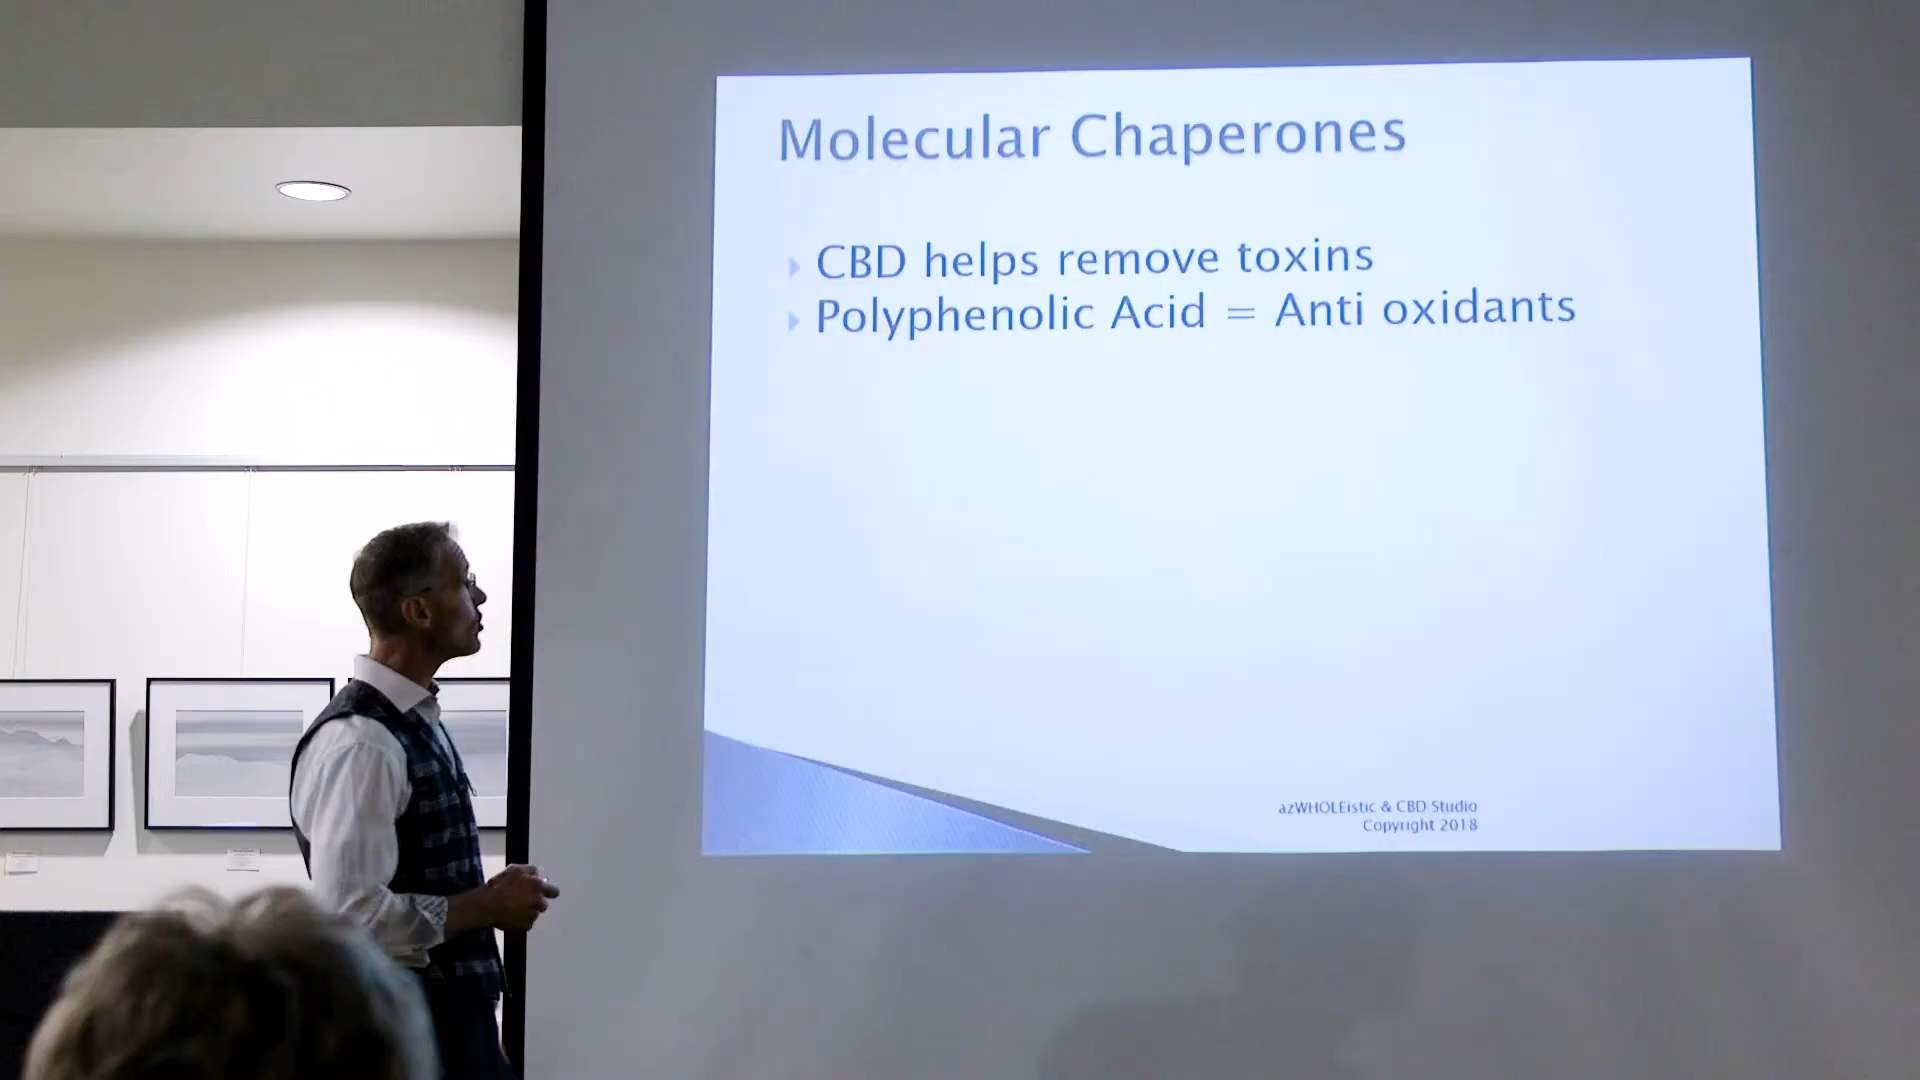 Molecular Chaperones
CBD helps remove toxins
Polyphenolic Acid = Anti oxidants
azWHOLEistic & CBD Studio
Copyright 2018